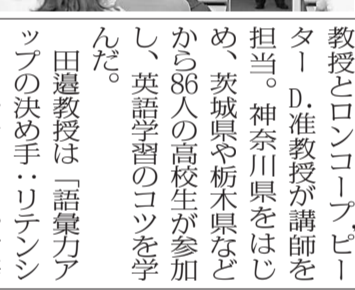 教授とロンコープ,ピー
ター D.准教授が講師を
担当。神奈川県をはじ
め、茨城県や栃木県など
から86人の高校生が参加
し、英語学習のコツを学
んだ。
田邉教授は「語彙力ア
ップの決め手：リテンシ